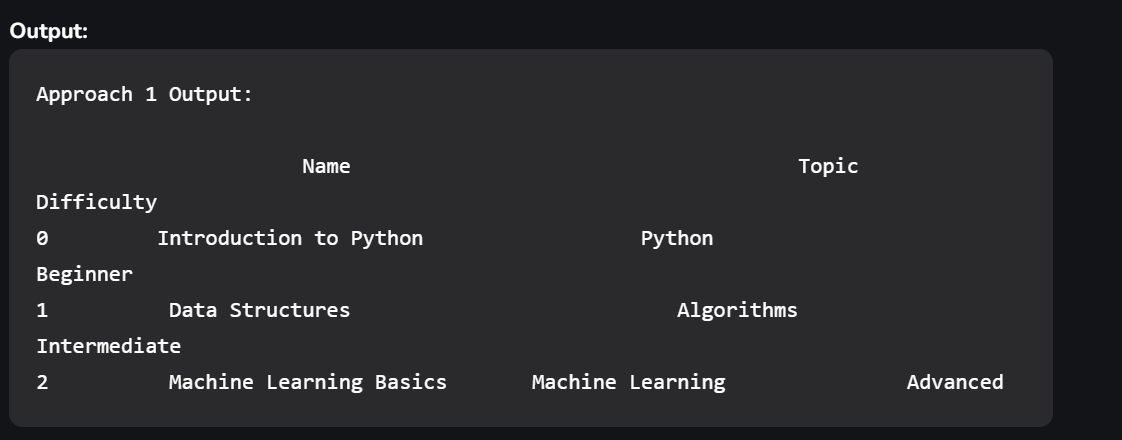 Output:
Approach 1 Output:
Name Topic
Difficulty
0 Introduction to Python Python
Beginner
1 Data Structures Algorithms
Intermediate
2 Machine Learning Basics Machine Learning Advanced